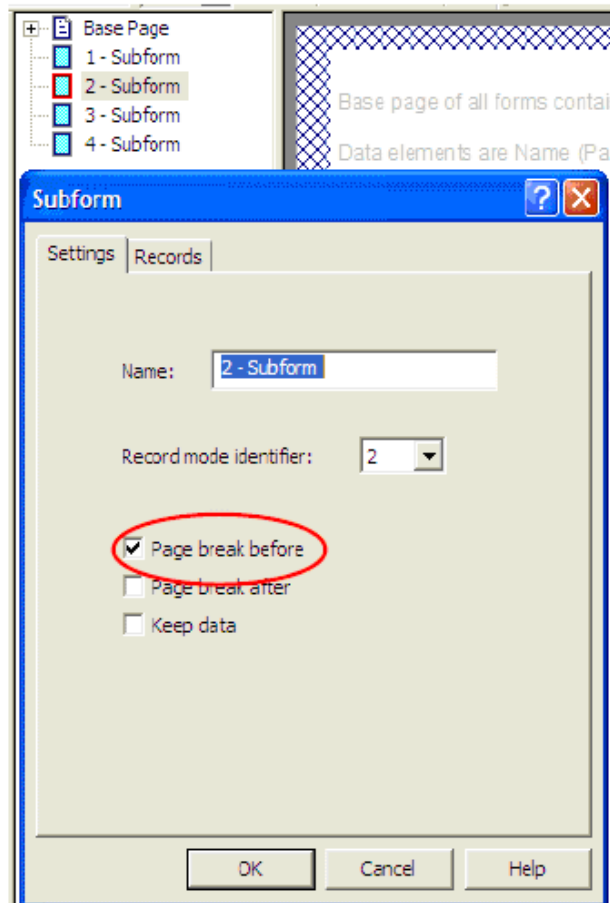 Base Page
1 - Subform
2 - Subform
3 - Subform
4 - Subform
Base page of all forms contai
Data elements are Name (Pa
Subform
Settings
Records
Name:
2 - Subform
Record mode identifier:
2
Page break before
Page break after
Keep data
OK
Cancel
Help